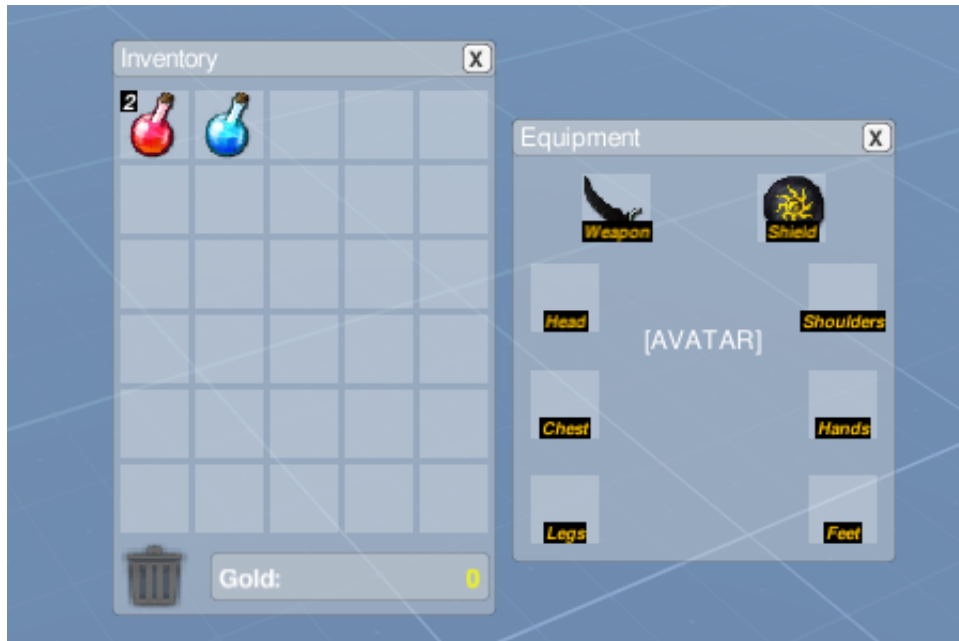 Inventory
X
2
Gold:
0
Equipment
X
Weapon
Shield
Head
Shoulders
[AVATAR]
Chest
Hands
Legs
Feet